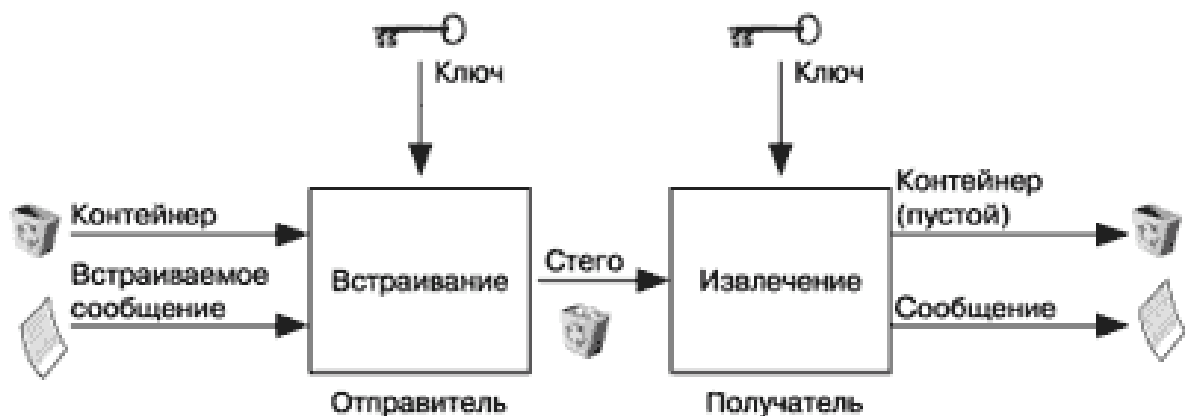 Ключ
Ключ
Контейнер
Встраиваемое
сообщение
Встраивание
Отправитель
Стего
Извлечение
Получатель
Контейнер
(пустой)
Сообщение